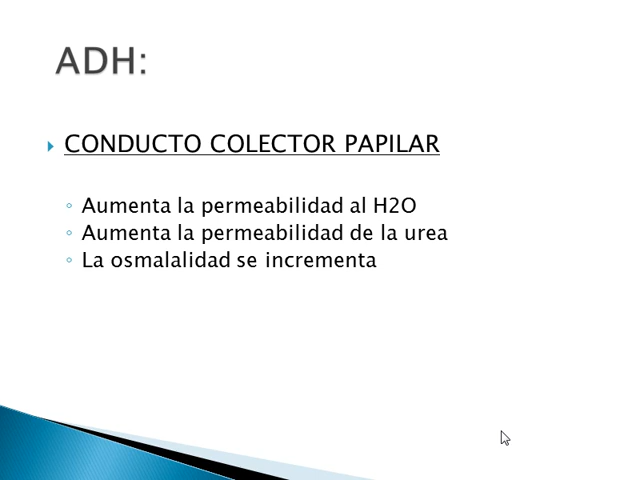 ADH:
CONDUCTO COLECTOR PAPILAR
Aumenta la permeabilidad al H2O
Aumenta la permeabilidad de la urea
La osmalalidad se incrementa